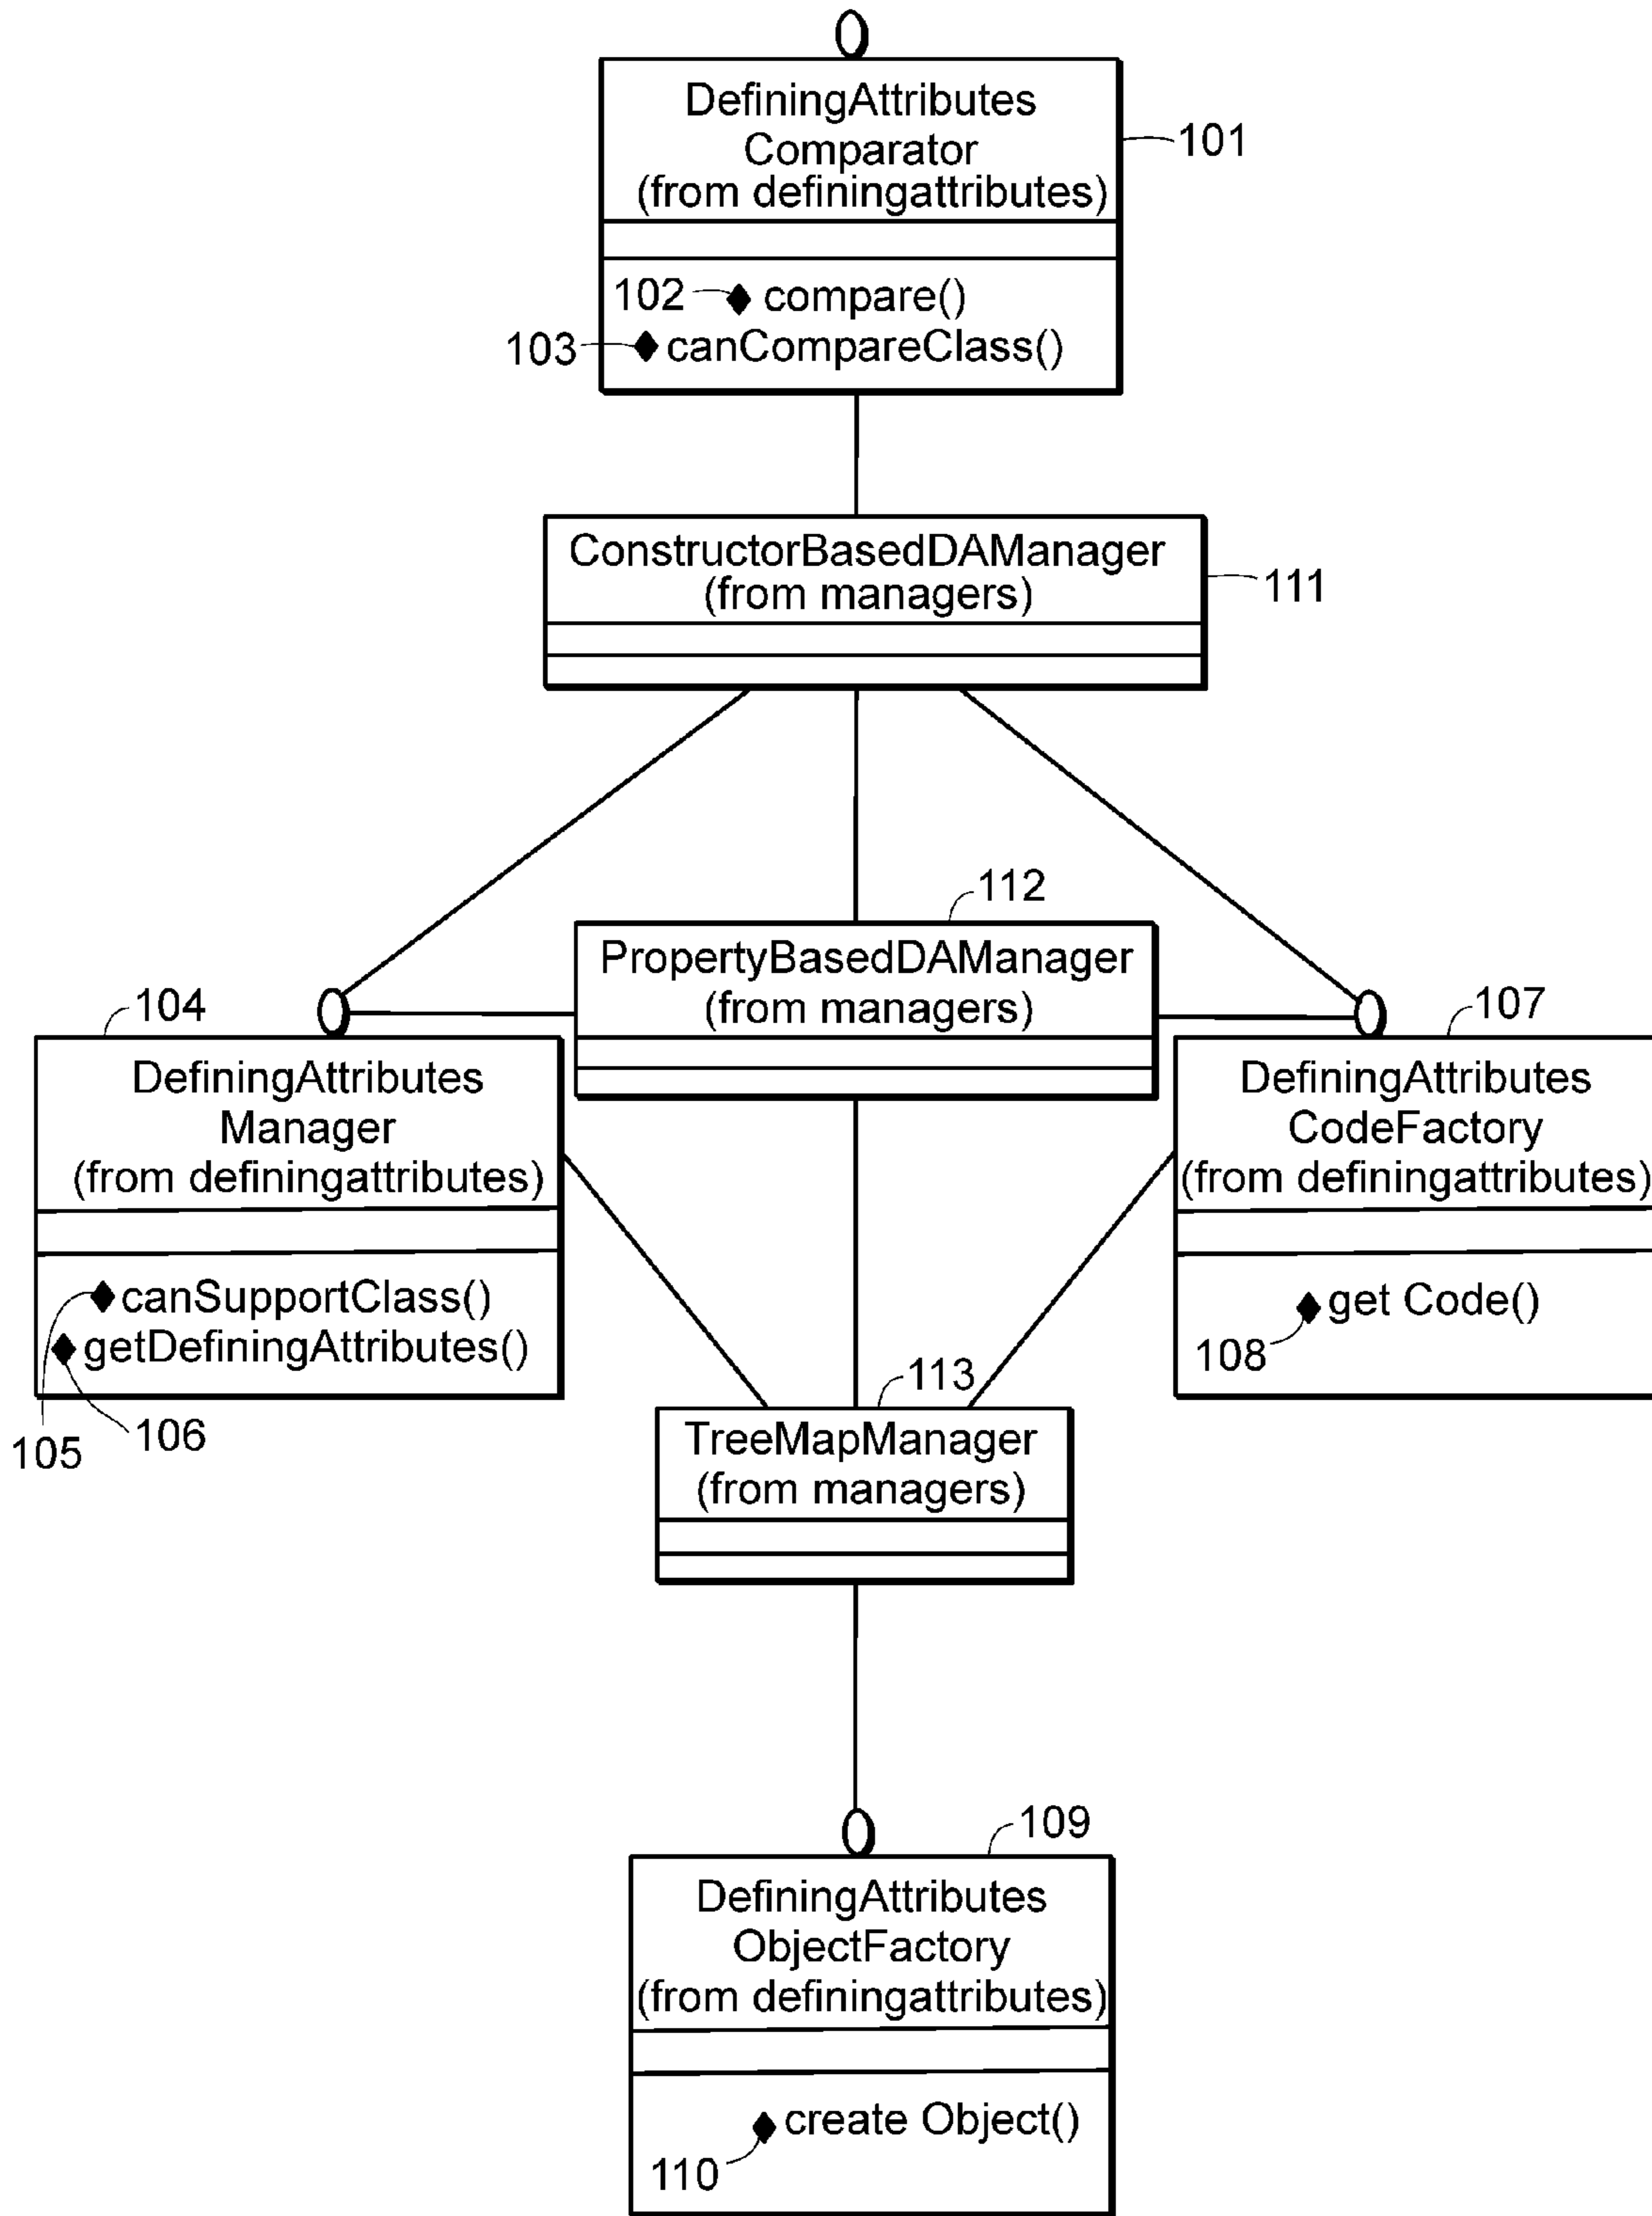 DefiningAttributes
Comparator
(from definingattributes)
101
102 compare()
103 canCompareClass()
ConstructorBasedDAManager
(from managers)
111
112
PropertyBasedDAManager
(from managers)
104
DefiningAttributes
Manager
(from definingattributes)
canSupportClass()
getDefiningAttributes()
105
106
107
DefiningAttributes
CodeFactory
(from definingattributes)
get Code()
108
113
TreeMapManager
(from managers)
109
DefiningAttributes
ObjectFactory
(from definingattributes)
create Object()
110